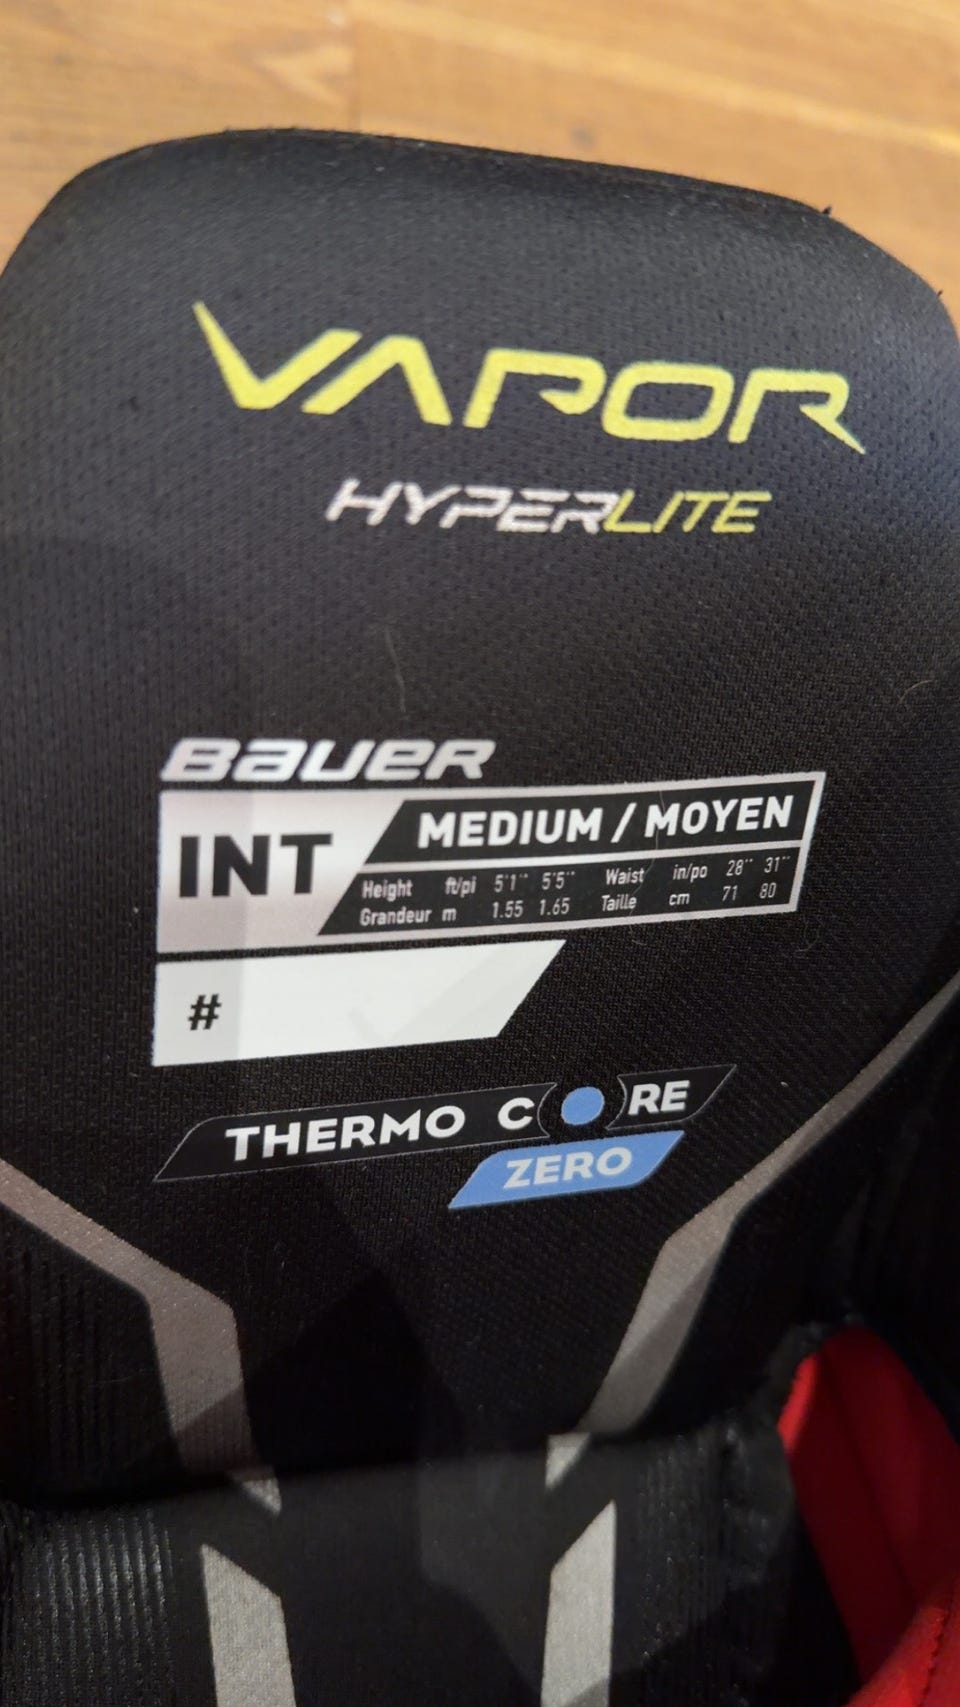 VAPOR
HYPERLITE
BAUER
INT
MEDIUM / MOYEN
Height ft/pi 5'1'' 5'5'' Waist in/po 28'' 31''
Grandeur m 1.55 1.65 Taille cm 71 80
#
THERMO CORE
ZERO